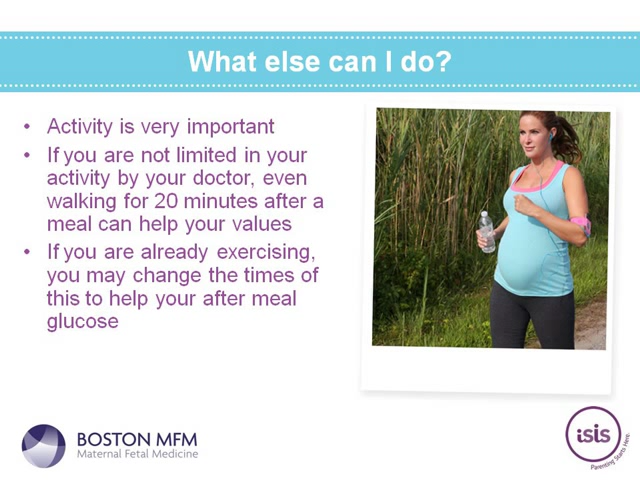 What else can I do?
• Activity is very important
• If you are not limited in your
activity by your doctor, even
walking for 20 minutes after a
meal can help your values
• If you are already exercising,
you may change the times of
this to help your after meal
glucose
BOSTON MFM
Maternal Fetal Medicine
isis
Parenting Starts Here.